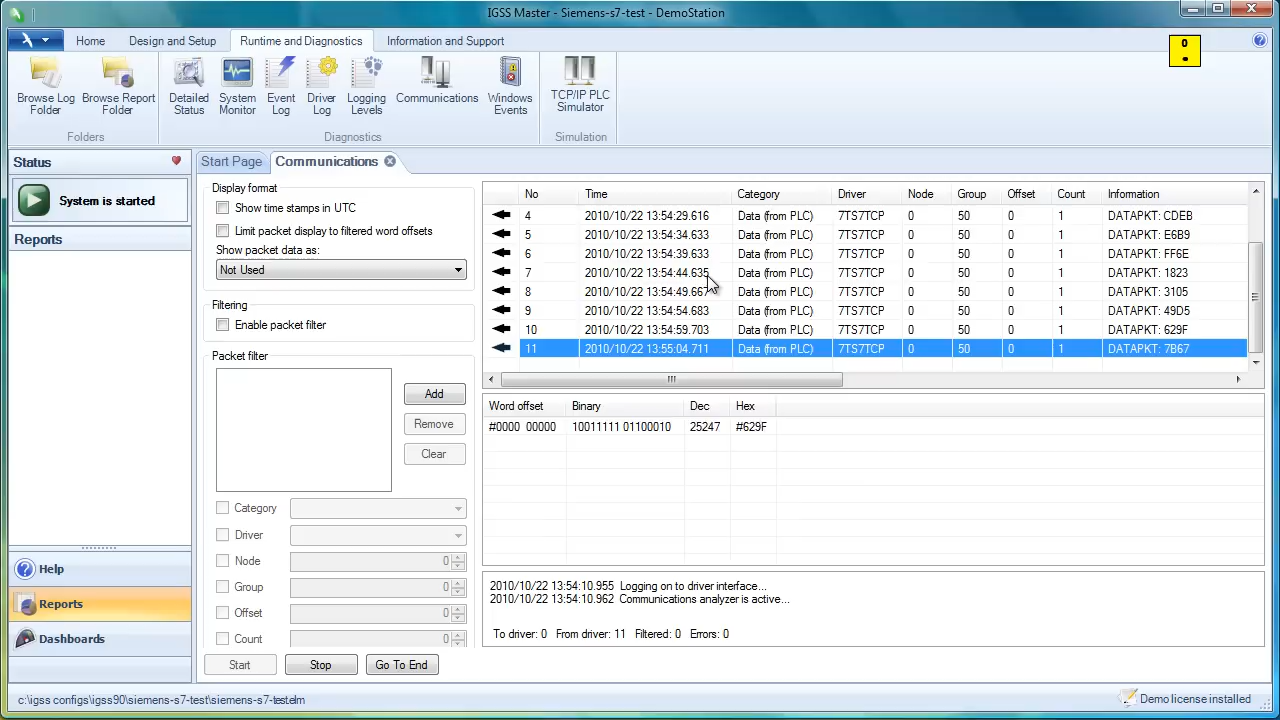 IGSS Master - Siemens-s7-test - DemoStation
Home Design and Setup Runtime and Diagnostics Information and Support
0
Browse Log Folder Browse Report Folder Detailed Status System Monitor Event Log Driver Log Logging Levels Communications Windows Events TCP/IP PLC Simulator
Folders Diagnostics Simulation
Status
System is started
Reports
Help
Reports
Dashboards
Start Page Communications
Display format
Show time stamps in UTC
Limit packet display to filtered word offsets
Show packet data as:
Not Used
Filtering
Enable packet filter
Packet filter
Add
Remove
Clear
Category
Driver
Node 0
Group 0
Offset 0
Count 0
Start Stop Go To End
No Time Category Driver Node Group Offset Count Information
4 2010/10/22 13:54:29.616 Data (from PLC) 7TS7TCP 0 50 0 1 DATAPKT: CDEB
5 2010/10/22 13:54:34.633 Data (from PLC) 7TS7TCP 0 50 0 1 DATAPKT: E6B9
6 2010/10/22 13:54:39.633 Data (from PLC) 7TS7TCP 0 50 0 1 DATAPKT: FF6E
7 2010/10/22 13:54:44.635 Data (from PLC) 7TS7TCP 0 50 0 1 DATAPKT: 1823
8 2010/10/22 13:54:49.667 Data (from PLC) 7TS7TCP 0 50 0 1 DATAPKT: 3105
9 2010/10/22 13:54:54.683 Data (from PLC) 7TS7TCP 0 50 0 1 DATAPKT: 49D5
10 2010/10/22 13:54:59.703 Data (from PLC) 7TS7TCP 0 50 0 1 DATAPKT: 629F
11 2010/10/22 13:55:04.711 Data (from PLC) 7TS7TCP 0 50 0 1 DATAPKT: 7B67
Word offset Binary Dec Hex
#0000 00000 10011111 01100010 25247 #629F
2010/10/22 13:54:10.955 Logging on to driver interface...
2010/10/22 13:54:10.962 Communications analyzer is active...
To driver: 0 From driver: 11 Filtered: 0 Errors: 0
c:\igss configs\igss90\siemens-s7-test\siemens-s7-test.elm
Demo license installed